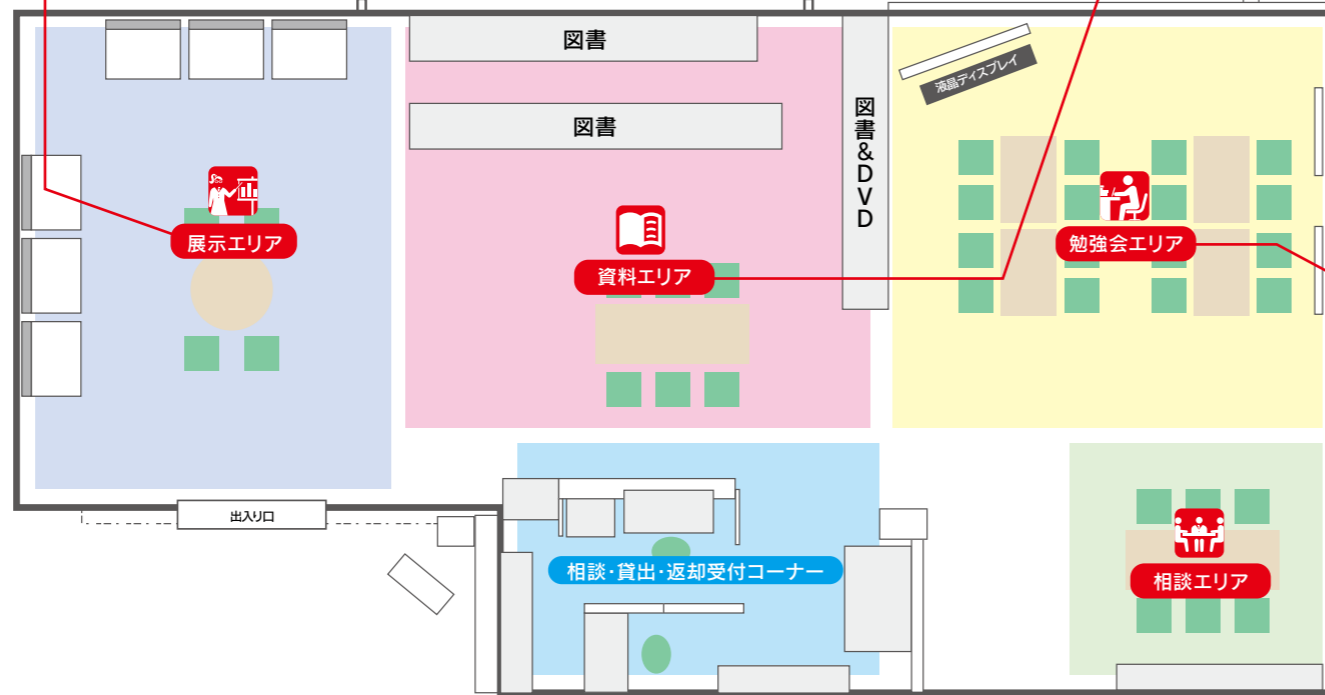 図書
図書
図書&DVD
液晶ディスプレイ
展示エリア
資料エリア
勉強会エリア
出入り口
相談・貸出・返却受付コーナー
相談エリア